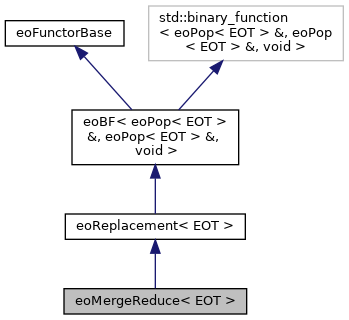 eoFunctorBase
std::binary_function
< eoPop< EOT > &, eoPop
< EOT > &, void >
eoBF< eoPop< EOT >
&, eoPop< EOT > &,
void >
eoReplacement< EOT >
eoMergeReduce< EOT >